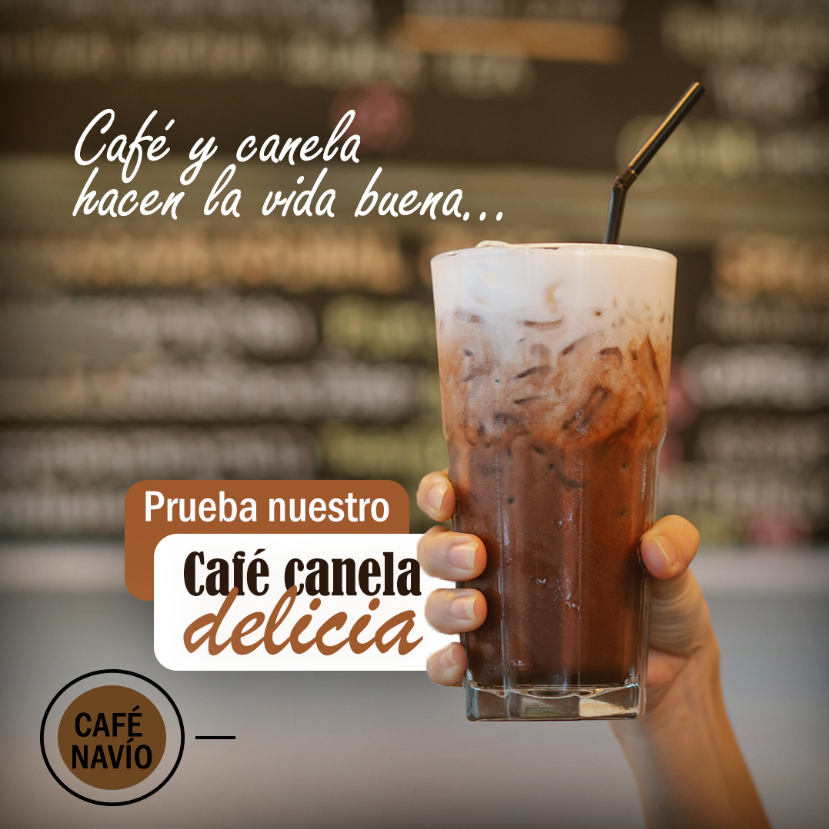 Café y canela
hacen la vida buena...
Prueba nuestro
Café canela
delicia
CAFÉ
NAVÍO